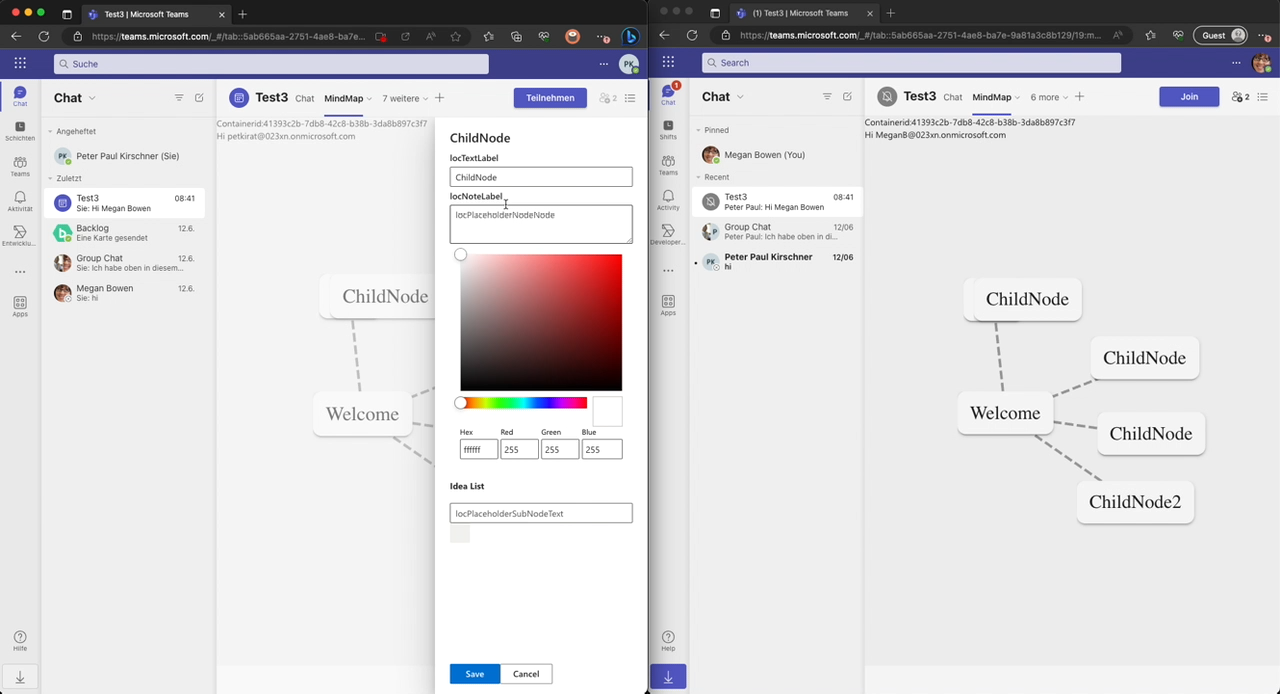 Test3 | Microsoft Teams
https://teams.microsoft.com/_#/tab::5ab665aa-2751-4ae8-ba7e...
Suche
PK
Chat
Schichten
Teams
Aktivität
Entwicklu...
Apps
Hilfe
Chat
Angeheftet
PK
Peter Paul Kirschner (Sie)
Zuletzt
Test3
08:41
Sie: Hi Megan Bowen
Backlog
12.6.
Eine Karte gesendet
Group Chat
12.6.
Sie: Ich habe oben in diesem...
Megan Bowen
12.6.
Sie: hi
Test3
Chat
MindMap
7 weitere
Teilnehmen
2
Containerid:41393c2b-7db8-42c8-b38b-3da8b897c3f7
Hi petkirat@023xn.onmicrosoft.com
ChildNode
Welcome
ChildNode
locTextLabel
ChildNode
locNoteLabel
locPlaceholderNodeNode
Hex
Red
Green
Blue
ffffff
255
255
255
Idea List
locPlaceholderSubNodeText
Save
Cancel
(1) Test3 | Microsoft Teams
https://teams.microsoft.com/_#/tab::5ab665aa-2751-4ae8-ba7e-9a81a3c8b129/19:m...
Guest
Search
1
Chat
Shifts
Teams
Activity
Developer...
Apps
Help
Chat
Pinned
Megan Bowen (You)
Recent
Test3
08:41
Peter Paul: Hi Megan Bowen
Group Chat
12/06
Peter Paul: Ich habe oben in di...
PK
Peter Paul Kirschner
12/06
hi
Test3
Chat
MindMap
6 more
Join
2
Containerid:41393c2b-7db8-42c8-b38b-3da8b897c3f7
Hi MeganB@023xn.onmicrosoft.com
ChildNode
ChildNode
Welcome
ChildNode
ChildNode2